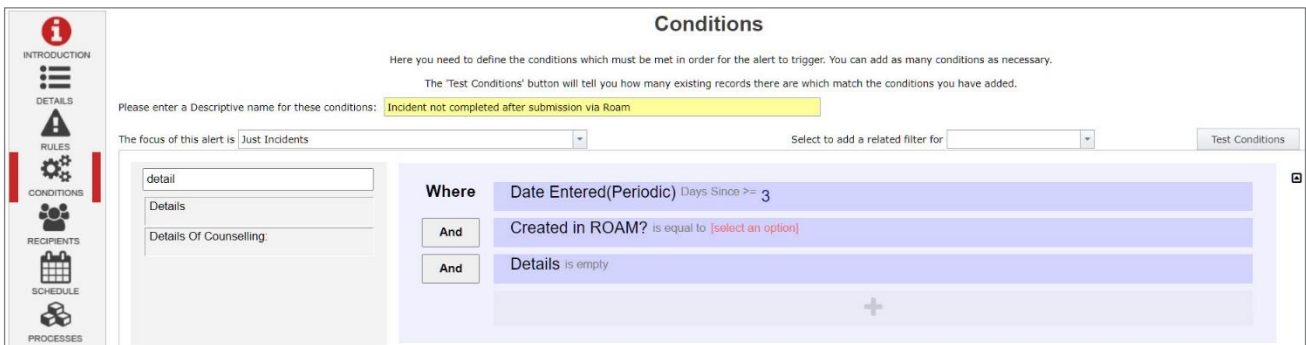 Conditions
INTRODUCTION
Here you need to define the conditions which must be met in order for the alert to trigger. You can add as many conditions as necessary.
The 'Test Conditions' button will tell you how many existing records there are which match the conditions you have added.
DETAILS
Please enter a Descriptive name for these conditions: Incident not completed after submission via Roam
RULES
The focus of this alert is Just Incidents Select to add a related filter for Test Conditions
CONDITIONS
detail
Where Date Entered(Periodic) Days Since >= 3
Details
And Created in ROAM? is equal to [select an option]
Details Of Counselling:
RECIPIENTS
And Details is empty
SCHEDULE
PROCESSES